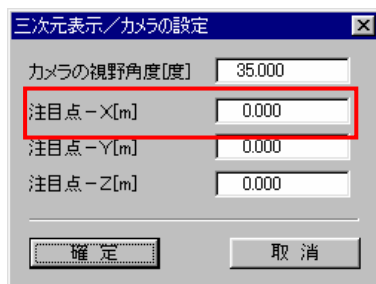 三次元表示／カメラの設定
カメラの視野角度[度] 35.000
注目点－X[m] 0.000
注目点－Y[m] 0.000
注目点－Z[m] 0.000
確 定 取 消